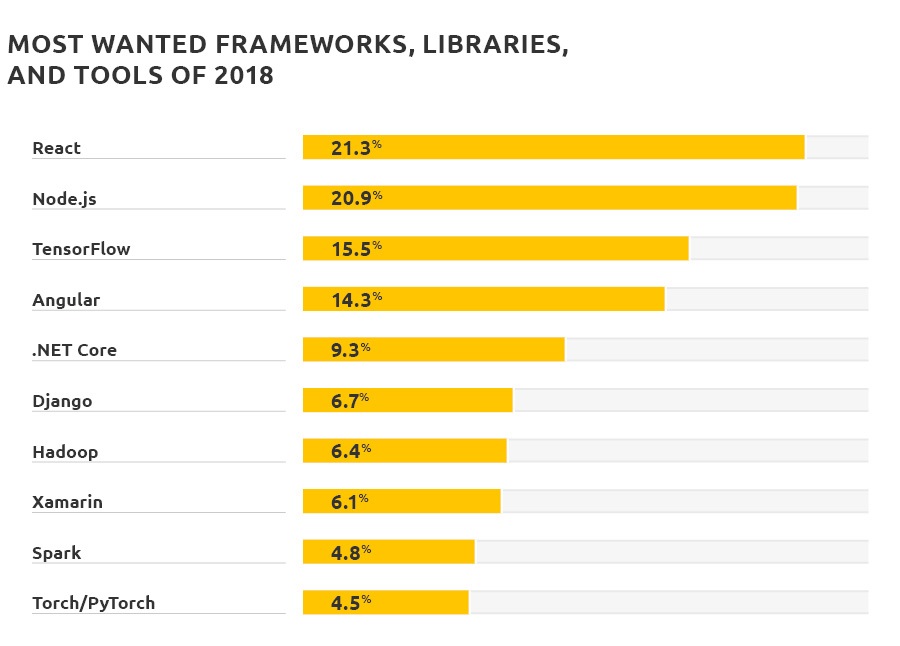 MOST WANTED FRAMEWORKS, LIBRARIES,
AND TOOLS OF 2018
React 21.3%
Node.js 20.9%
TensorFlow 15.5%
Angular 14.3%
.NET Core 9.3%
Django 6.7%
Hadoop 6.4%
Xamarin 6.1%
Spark 4.8%
Torch/PyTorch 4.5%